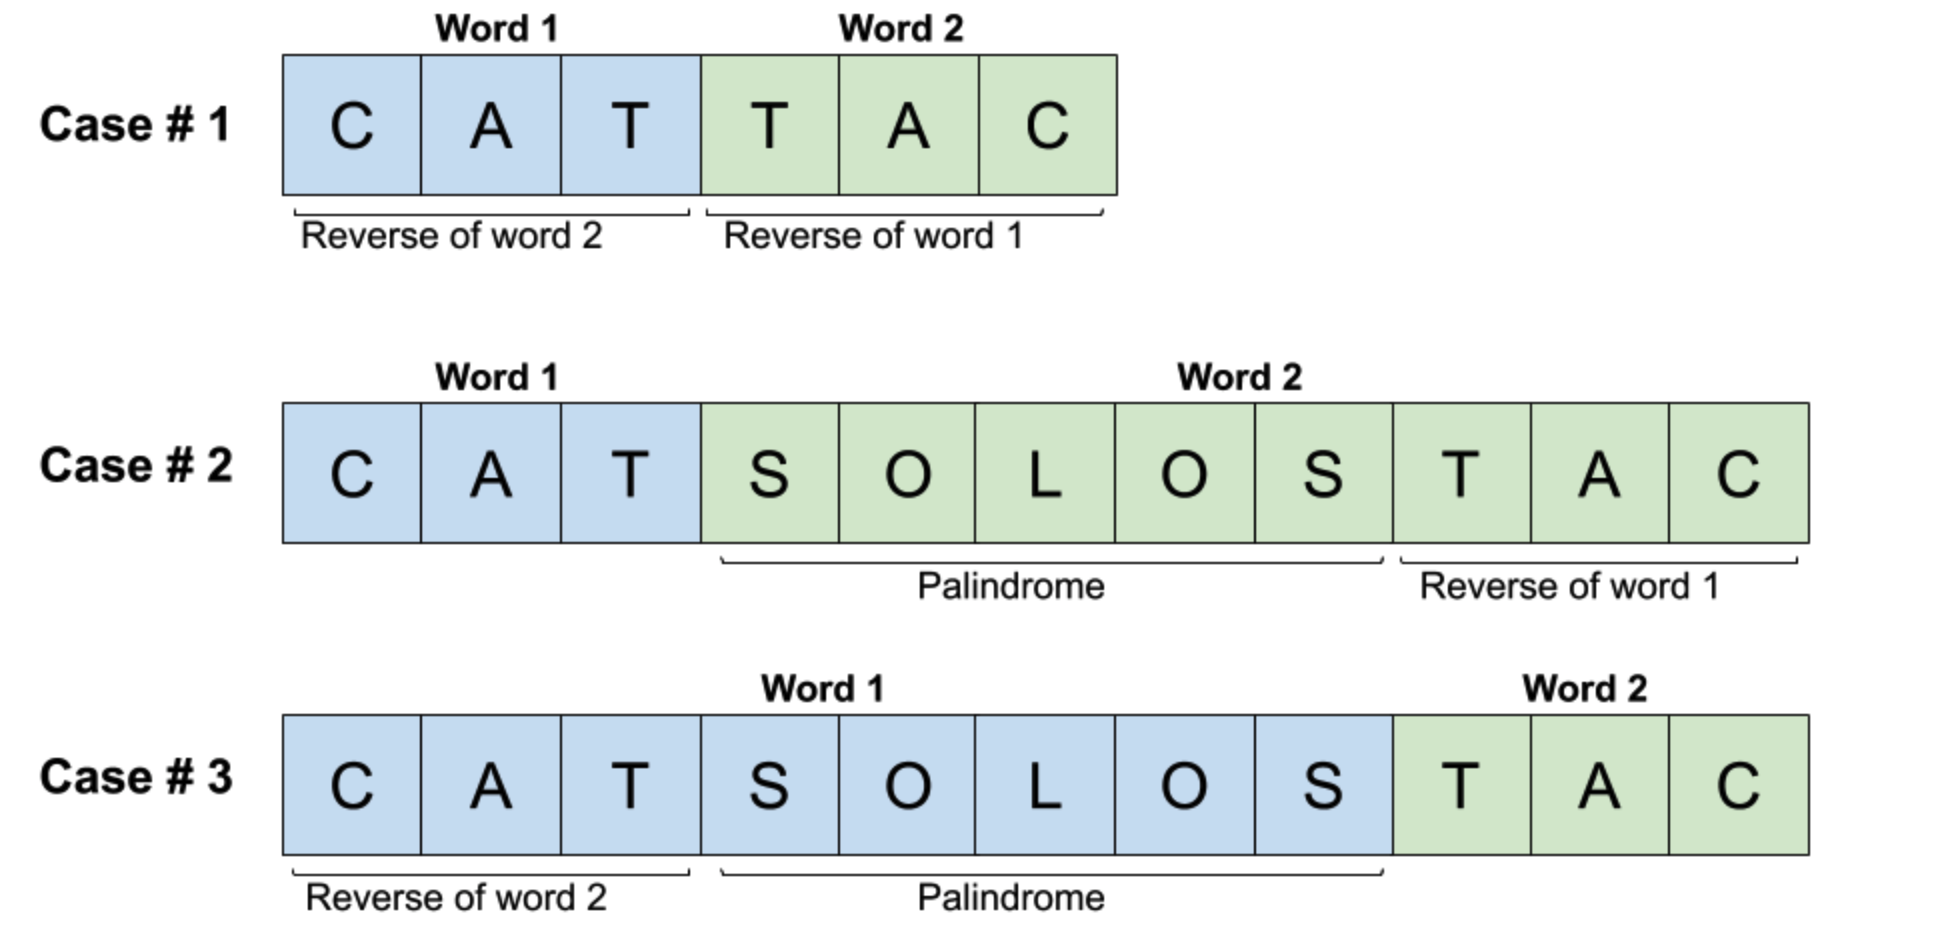 Word 1 Word 2
Case # 1 C A T T A C
Reverse of word 2 Reverse of word 1
Word 1 Word 2
Case # 2 C A T S O L O S T A C
Palindrome Reverse of word 1
Word 1 Word 2
Case # 3 C A T S O L O S T A C
Reverse of word 2 Palindrome